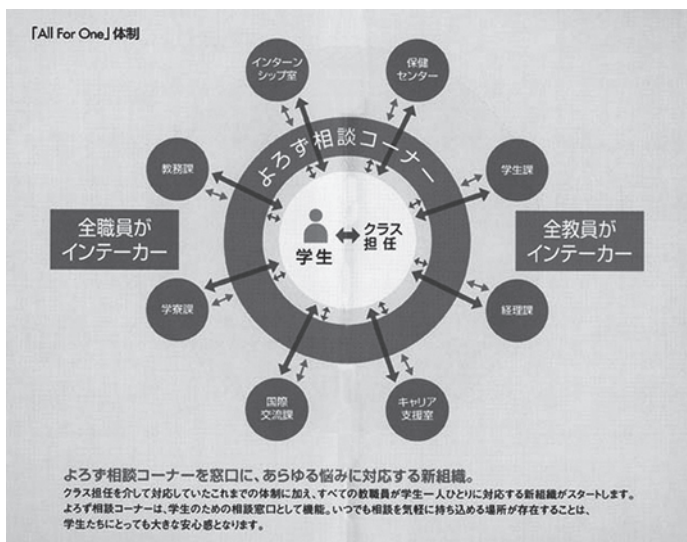 「All For One」体制
インターン
シップ室
保健
センター
教務課
よろず相談コーナー
学生課
全職員が
インテーカー
学生
クラス
担任
全教員が
インテーカー
学寮課
経理課
国際
交流課
キャリア
支援室
よろず相談コーナーを窓口に、あらゆる悩みに対応する新組織。
クラス担任を介して対応していたこれまでの体制に加え、すべての教職員が学生一人ひとりに対応する新組織がスタートします。
よろず相談コーナーは、学生のための相談窓口として機能。いつでも相談を気軽に持ち込める場所が存在することは、
学生たちにとっても大きな安心感となります。